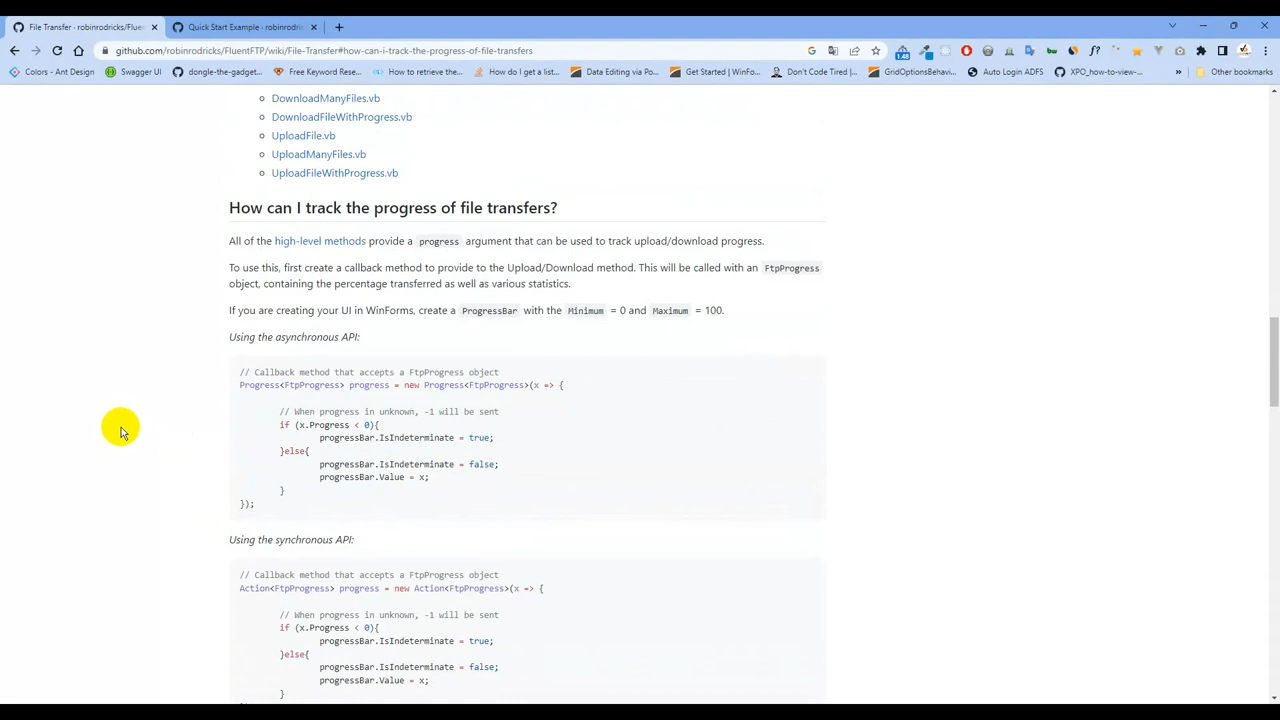 File Transfer · robinrodricks/Fluen
Quick Start Example · robinrodric
github.com/robinrodricks/FluentFTP/wiki/File-Transfer#how-can-i-track-the-progress-of-file-transfers
Colors - Ant Design
Swagger UI
dongle-the-gadget...
Free Keyword Rese...
How to retrieve the...
How do I get a list...
Data Editing via Po...
Get Started | WinFo...
Don't Code Tired |...
GridOptionsBehavi...
Auto Login ADFS
XPO_how-to-view-...
»
Other bookmarks
DownloadManyFiles.vb
DownloadFileWithProgress.vb
UploadFile.vb
UploadManyFiles.vb
UploadFileWithProgress.vb
How can I track the progress of file transfers?
All of the high-level methods provide a progress argument that can be used to track upload/download progress.
To use this, first create a callback method to provide to the Upload/Download method. This will be called with an FtpProgress
object, containing the percentage transferred as well as various statistics.
If you are creating your UI in WinForms, create a ProgressBar with the Minimum = 0 and Maximum = 100.
Using the asynchronous API:
// Callback method that accepts a FtpProgress object
Progress<FtpProgress> progress = new Progress<FtpProgress>(x => {
// When progress in unknown, -1 will be sent
if (x.Progress < 0){
progressBar.IsIndeterminate = true;
}else{
progressBar.IsIndeterminate = false;
progressBar.Value = x;
}
});
Using the synchronous API:
// Callback method that accepts a FtpProgress object
Action<FtpProgress> progress = new Action<FtpProgress>(x => {
// When progress in unknown, -1 will be sent
if (x.Progress < 0){
progressBar.IsIndeterminate = true;
}else{
progressBar.IsIndeterminate = false;
progressBar.Value = x;
}